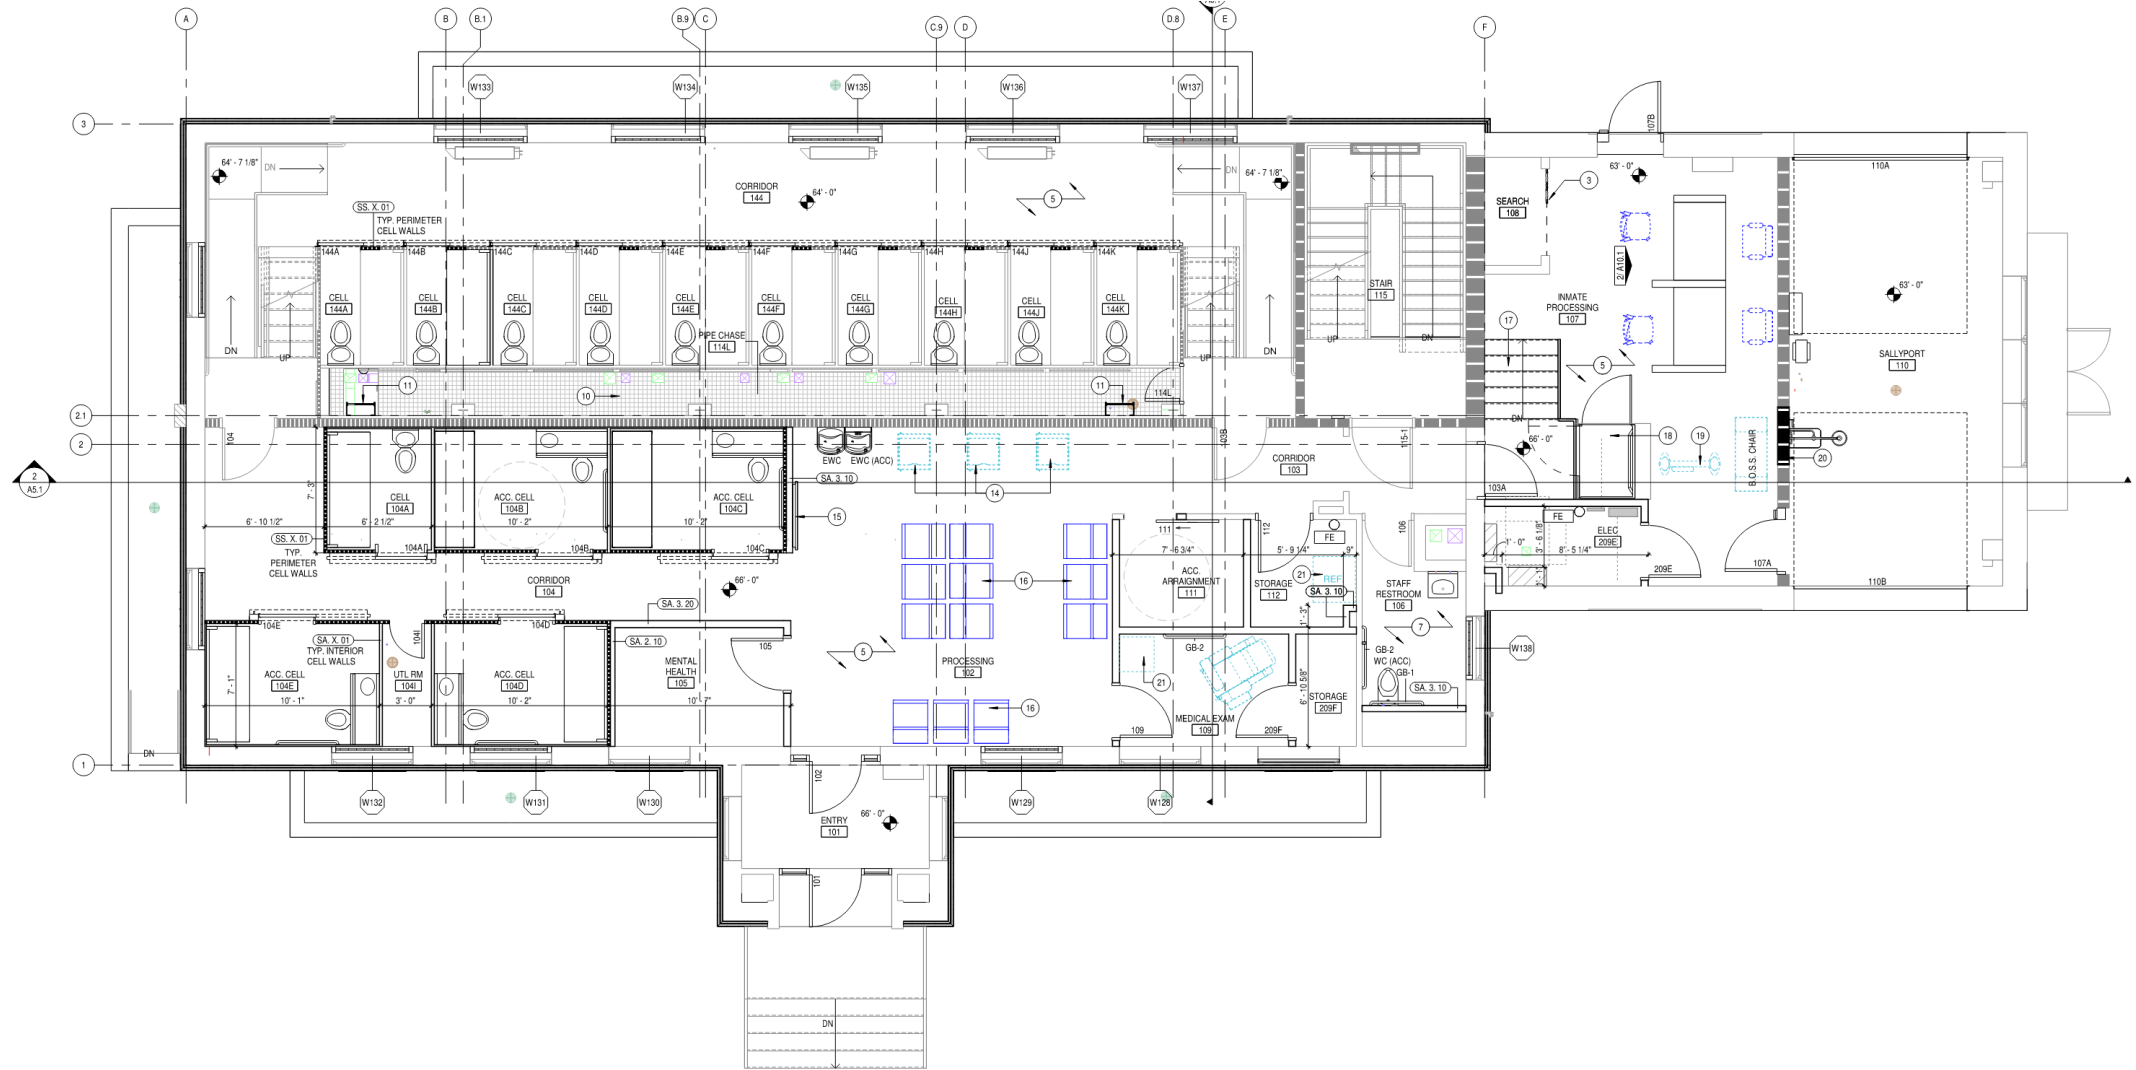 A
B
B.1
B.9
C
C.9
D
D.8
E
F
W133
W134
W135
W136
W137
3
107B
64' - 7 1/8"
DN
CORRIDOR
144
64' - 0"
5
DN
64' - 7 1/8"
63' - 0"
3
110A
SEARCH
108
SS. X. 01
TYP. PERIMETER
CELL WALLS
144A
144B
144C
144D
144E
144F
144G
144H
144J
144K
2/ A10.1
CELL
144A
CELL
144B
CELL
144C
CELL
144D
CELL
144E
CELL
144F
CELL
144G
CELL
144H
CELL
144J
CELL
144K
STAIR
115
INMATE
PROCESSING
107
63' - 0"
17
PIPE CHASE
114L
DN
UP
UP
DN
UP
DN
5
SALLYPORT
110
11
10
11
114L
2.1
DN
2
104
EWC
EWC (ACC)
103B
115-1
66' - 0"
18
19
B.O.S.S. CHAIR
20
2
A5.1
CORRIDOR
103
7' - 3"
CELL
104A
ACC. CELL
104B
ACC. CELL
104C
SA. 3. 10
14
103A
15
6' - 10 1/2"
6' - 2 1/2"
10' - 2"
10' - 2"
SS. X. 01
TYP.
PERIMETER
CELL WALLS
104A
104B
104C
111
112
FE
106
FE
ELEC
209E
7' - 6 3/4"
5' - 9 1/4"
9"
1' - 0"
3' - 6 1/8"
8' - 5 1/4"
CORRIDOR
104
66' - 0"
16
ACC.
ARRAIGNMENT
111
STORAGE
112
21
REF
SA. 3. 10
STAFF
RESTROOM
106
209E
107A
110B
SA. 3. 20
1' - 3"
104E
SA. X. 01
TYP. INTERIOR
CELL WALLS
104I
104D
SA. 2. 10
105
5
7
GB-2
GB-2
WC (ACC)
GB-1
W138
ACC. CELL
104E
UTL RM
104I
ACC. CELL
104D
MENTAL
HEALTH
105
PROCESSING
102
21
SA. 3. 10
7' - 1"
10' - 1"
3' - 0"
10' - 2"
10' - 7"
16
6' - 10 5/8"
STORAGE
209F
MEDICAL EXAM
109
109
209F
DN
1
102
W132
W131
W130
W129
W128
ENTRY
101
66' - 0"
101
DN